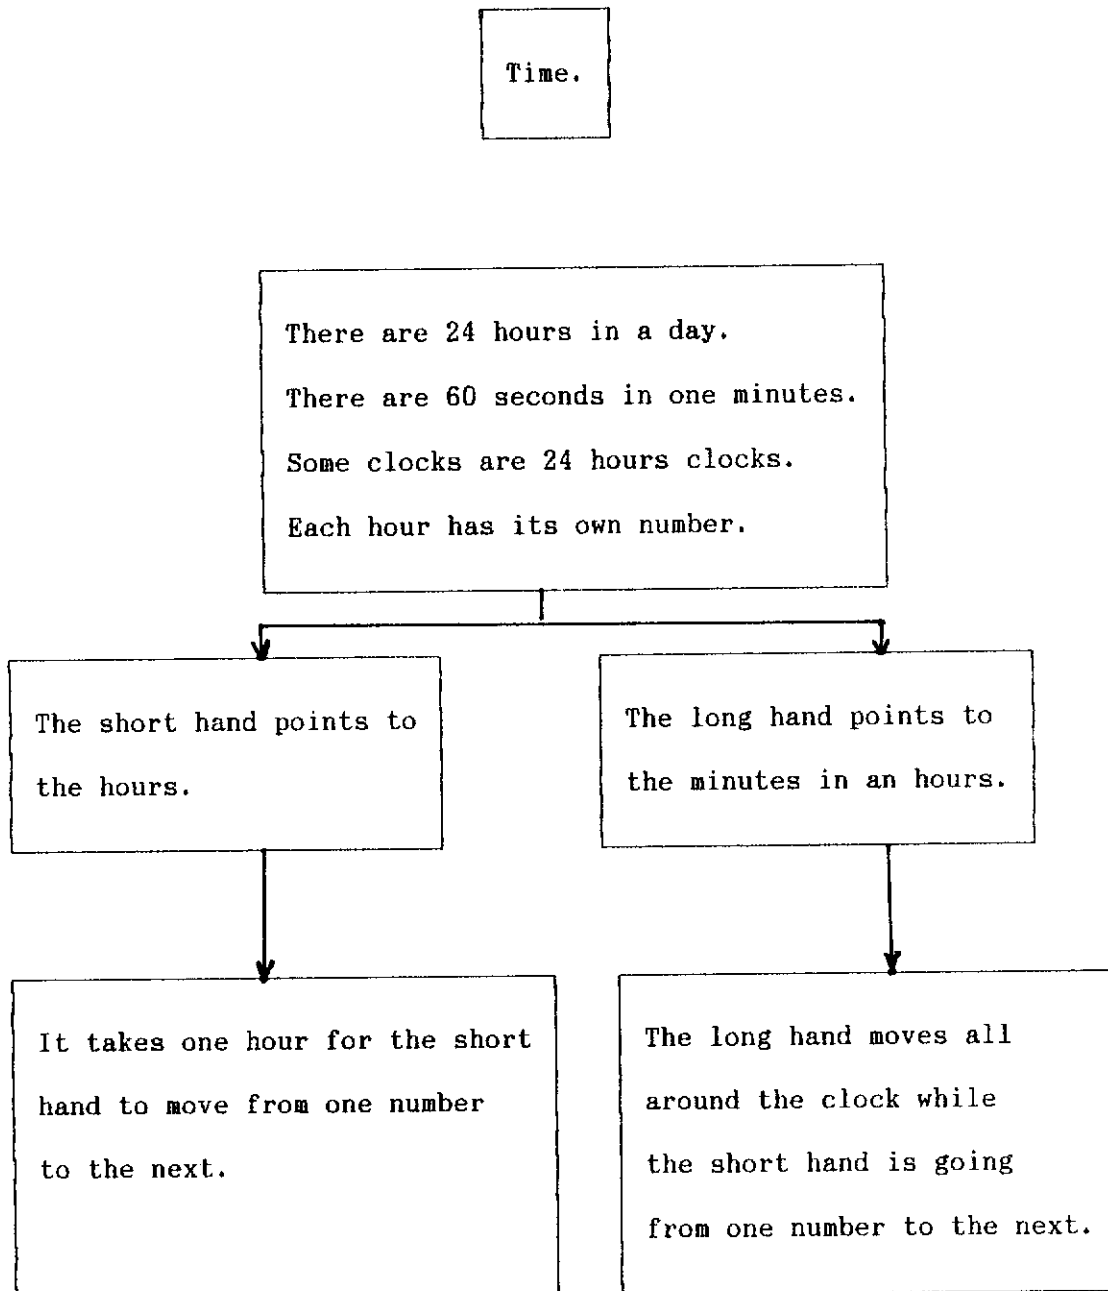 Time.
There are 24 hours in a day.
There are 60 seconds in one minutes.
Some clocks are 24 hours clocks.
Each hour has its own number.
The short hand points to
the hours.
The long hand points to
the minutes in an hours.
It takes one hour for the short
hand to move from one number
to the next.
The long hand moves all
around the clock while
the short hand is going
from one number to the next.